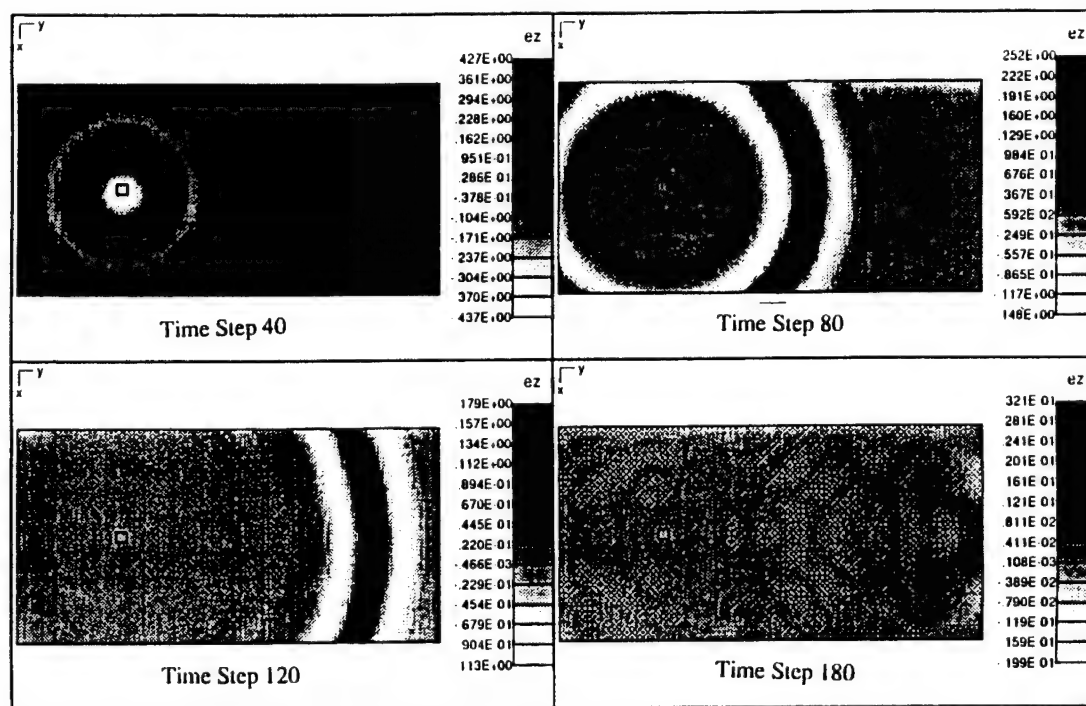 y
x
ez
427E+00
361E+00
294E+00
.228E+00
.162E+00
951E-01
.286E+00
-.378E-01
-.104E+00
-.171E+00
-.237E+00
-.304E+00
370E+00
437E+00
Time Step 40
y
x
ez
252E+00
222E+00
.191E+00
160E+00
.129E+00
984E 01
676E 01
367E 01
592E 02
-.249E 01
-.557E 01
-.865E 01
-.117E+00
146E+00
Time Step 80
y
x
ez
179E+00
.157E+00
134E+00
.112E+00
.894E-01
.670E-01
.445E-01
.220E-01
-.466E-03
-.229E-01
454E-01
-.679E-01
904E-01
113E+00
Time Step 120
y
x
ez
321E 01
281E 01
241E 01
201E 01
.161E 01
.121E 01
.811E-02
.411E-02
.108E-03
-.389E 02
-.790E 02
-.119E 01
.159E 01
.199E 01
Time Step 180